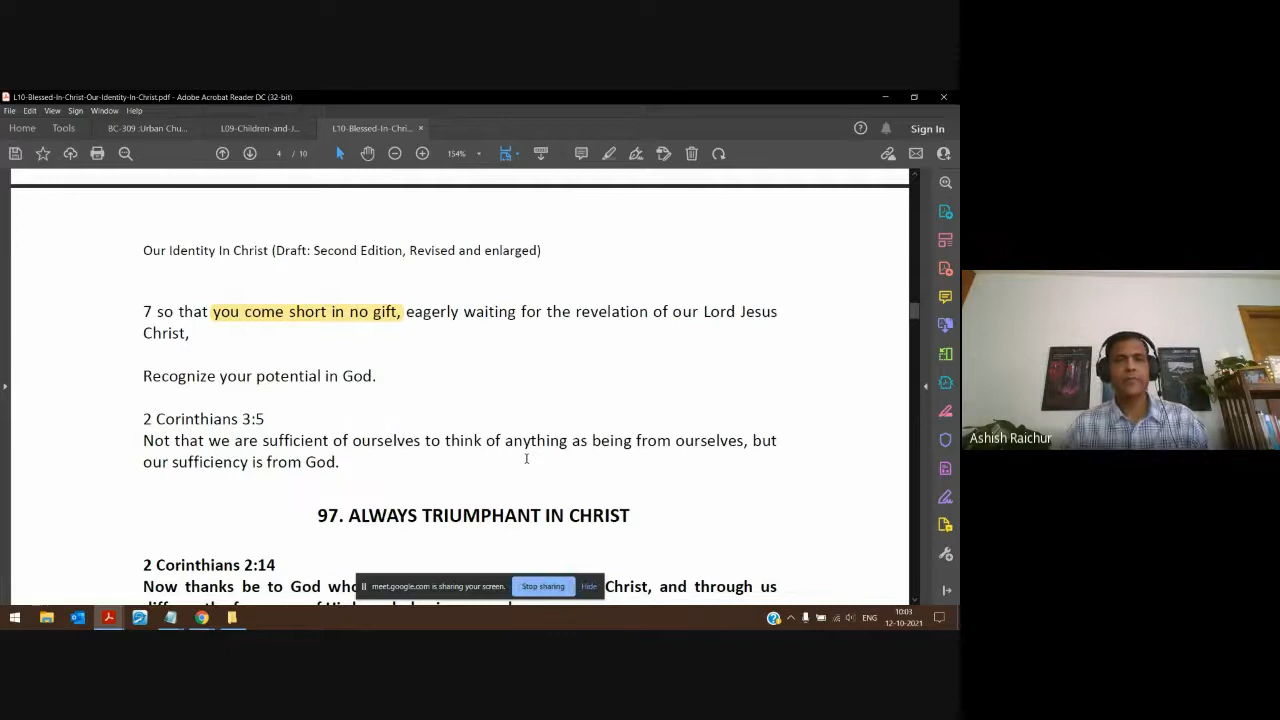 L10-Blessed-In-Christ-Our-Identity-In-Christ.pdf - Adobe Acrobat Reader DC (32-bit)
File Edit View Sign Window Help
Home Tools BC-309 :Urban Chu... L09-Children-and-J... L10-Blessed-In-Chri... × Sign In
4 / 10 154%
Our Identity In Christ (Draft: Second Edition, Revised and enlarged)
7 so that you come short in no gift, eagerly waiting for the revelation of our Lord Jesus
Christ,
Recognize your potential in God.
2 Corinthians 3:5
Not that we are sufficient of ourselves to think of anything as being from ourselves, but
our sufficiency is from God.
97. ALWAYS TRIUMPHANT IN CHRIST
2 Corinthians 2:14
Now thanks be to God who Christ, and through us
meet.google.com is sharing your screen. Stop sharing Hide
ENG 10:03
12-10-2021
Ashish Raichur